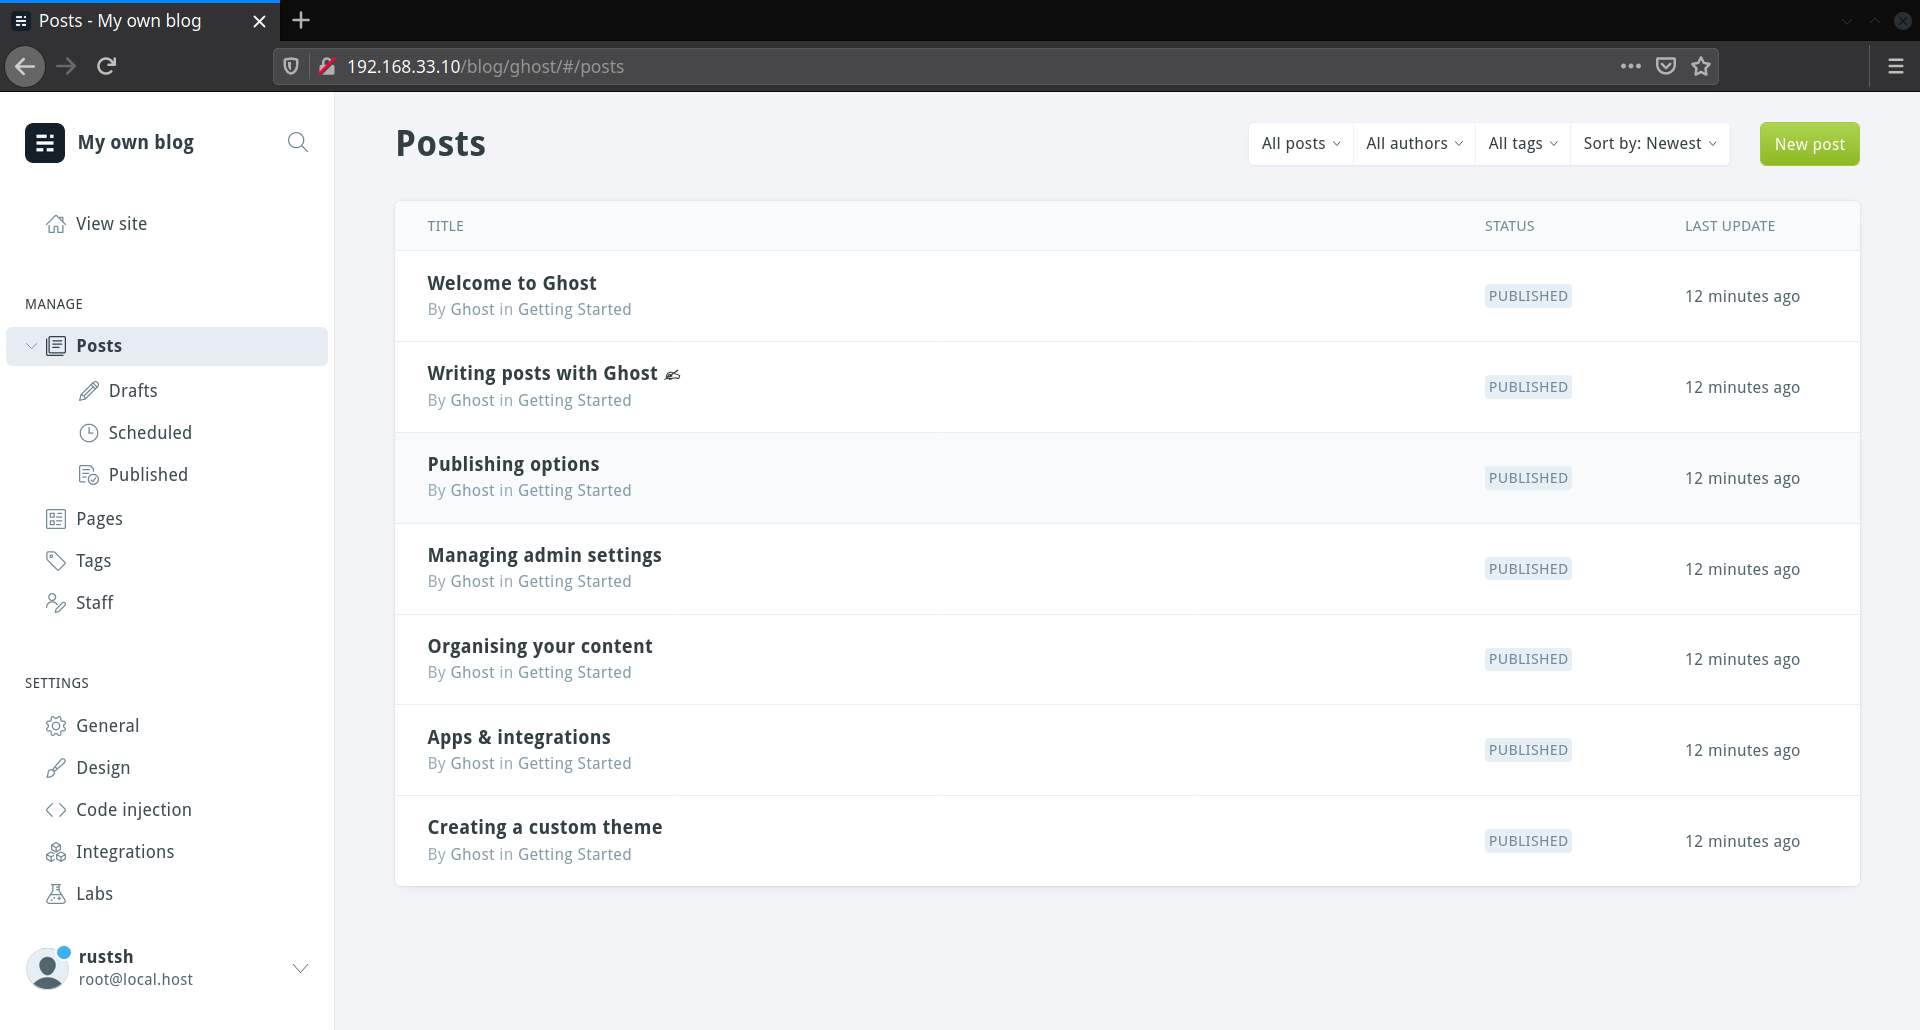 Posts - My own blog
192.168.33.10/blog/ghost/#/posts
My own blog
View site
MANAGE
Posts
Drafts
Scheduled
Published
Pages
Tags
Staff
SETTINGS
General
Design
Code injection
Integrations
Labs
rustsh
root@local.host
Posts
All posts
All authors
All tags
Sort by: Newest
New post
TITLE STATUS LAST UPDATE
Welcome to Ghost
By Ghost in Getting Started
PUBLISHED
12 minutes ago
Writing posts with Ghost ✍
By Ghost in Getting Started
PUBLISHED
12 minutes ago
Publishing options
By Ghost in Getting Started
PUBLISHED
12 minutes ago
Managing admin settings
By Ghost in Getting Started
PUBLISHED
12 minutes ago
Organising your content
By Ghost in Getting Started
PUBLISHED
12 minutes ago
Apps & integrations
By Ghost in Getting Started
PUBLISHED
12 minutes ago
Creating a custom theme
By Ghost in Getting Started
PUBLISHED
12 minutes ago